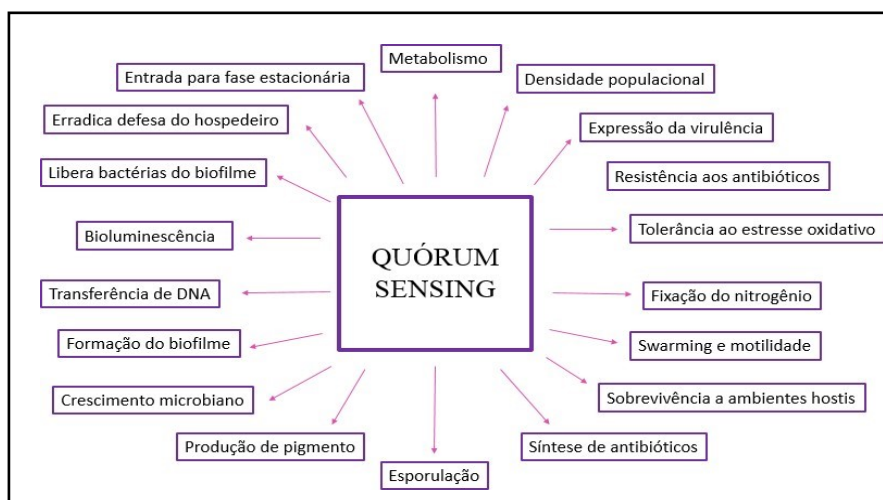 Metabolismo
Entrada para fase estacionária
Densidade populacional
Erradica defesa do hospedeiro
Expressão da virulência
Libera bactérias do biofilme
Resistência aos antibióticos
Bioluminescência
Tolerância ao estresse oxidativo
QUÓRUM
SENSING
Transferência de DNA
Fixação do nitrogênio
Formação do biofilme
Swarming e motilidade
Crescimento microbiano
Sobrevivência a ambientes hostis
Produção de pigmento
Síntese de antibióticos
Esporulação